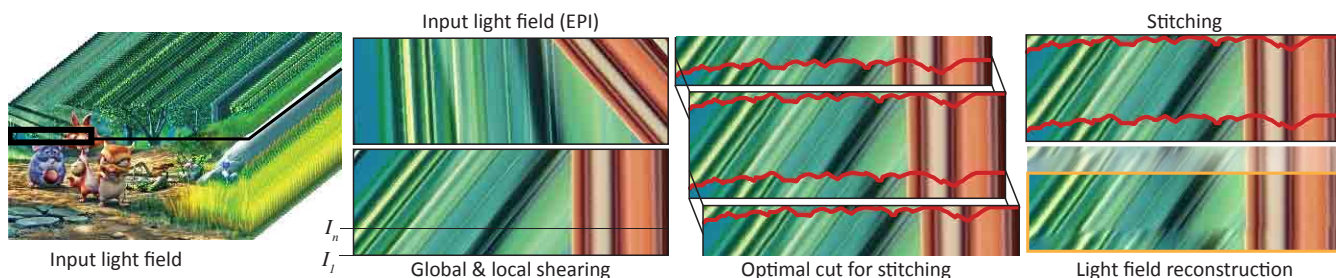 Input light field (EPI)
Stitching
I_n
I_1
Input light field
Global & local shearing
Optimal cut for stitching
Light field reconstruction